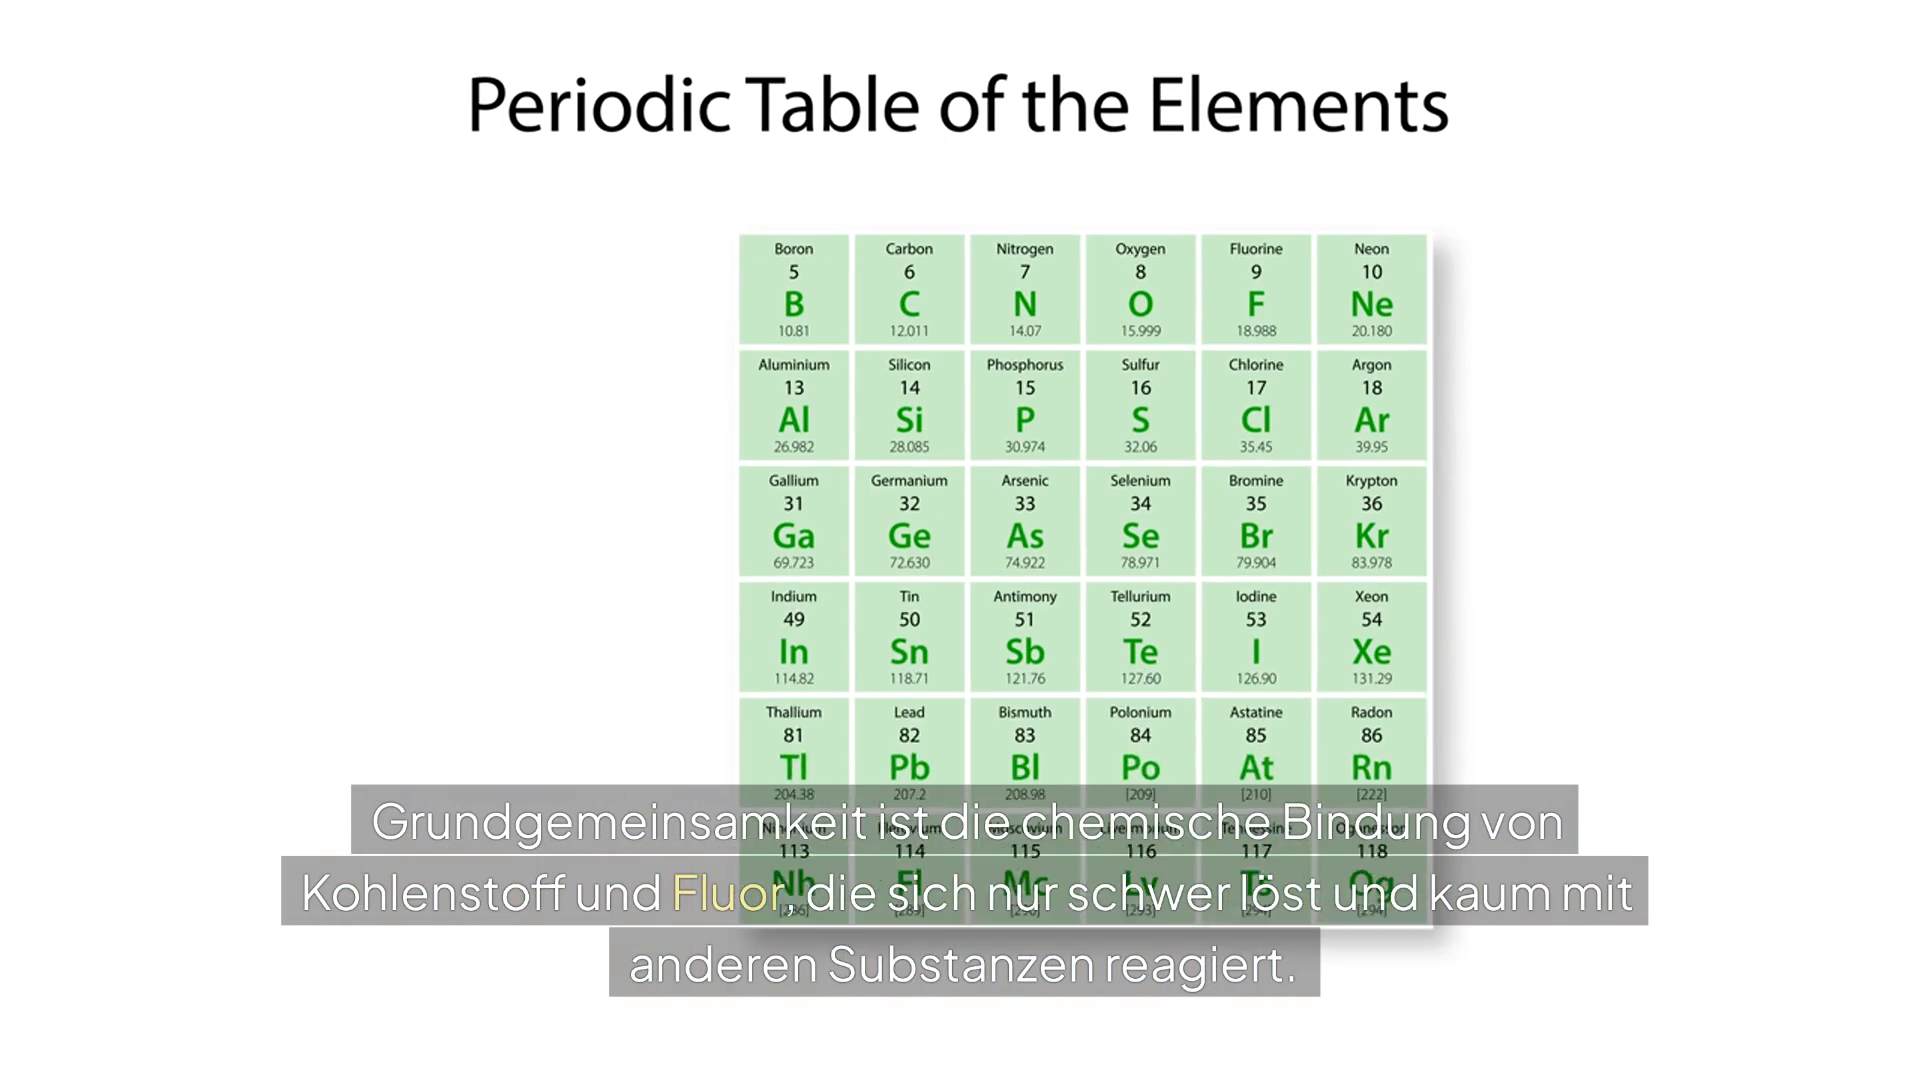 Periodic Table of the Elements
Boron Carbon Nitrogen Oxygen Fluorine Neon
5 6 7 8 9 10
B C N O F Ne
10.81 12.011 14.07 15.999 18.988 20.180
Aluminium Silicon Phosphorus Sulfur Chlorine Argon
13 14 15 16 17 18
Al Si P S Cl Ar
26.982 28.085 30.974 32.06 35.45 39.95
Gallium Germanium Arsenic Selenium Bromine Krypton
31 32 33 34 35 36
Ga Ge As Se Br Kr
69.723 72.630 74.922 78.971 79.904 83.978
Indium Tin Antimony Tellurium Iodine Xeon
49 50 51 52 53 54
In Sn Sb Te I Xe
114.82 118.71 121.76 127.60 126.90 131.29
Thallium Lead Bismuth Polonium Astatine Radon
81 82 83 84 85 86
Tl Pb Bl Po At Rn
204.38 207.2 208.98 [209] [210] [222]
Grundgemeinsamkeit ist die chemische Bindung von
113 114 115 116 117 118
Nh Fl Mc Lv Ts Og
Kohlenstoff und Fluor, die sich nur schwer löst und kaum mit
anderen Substanzen reagiert.